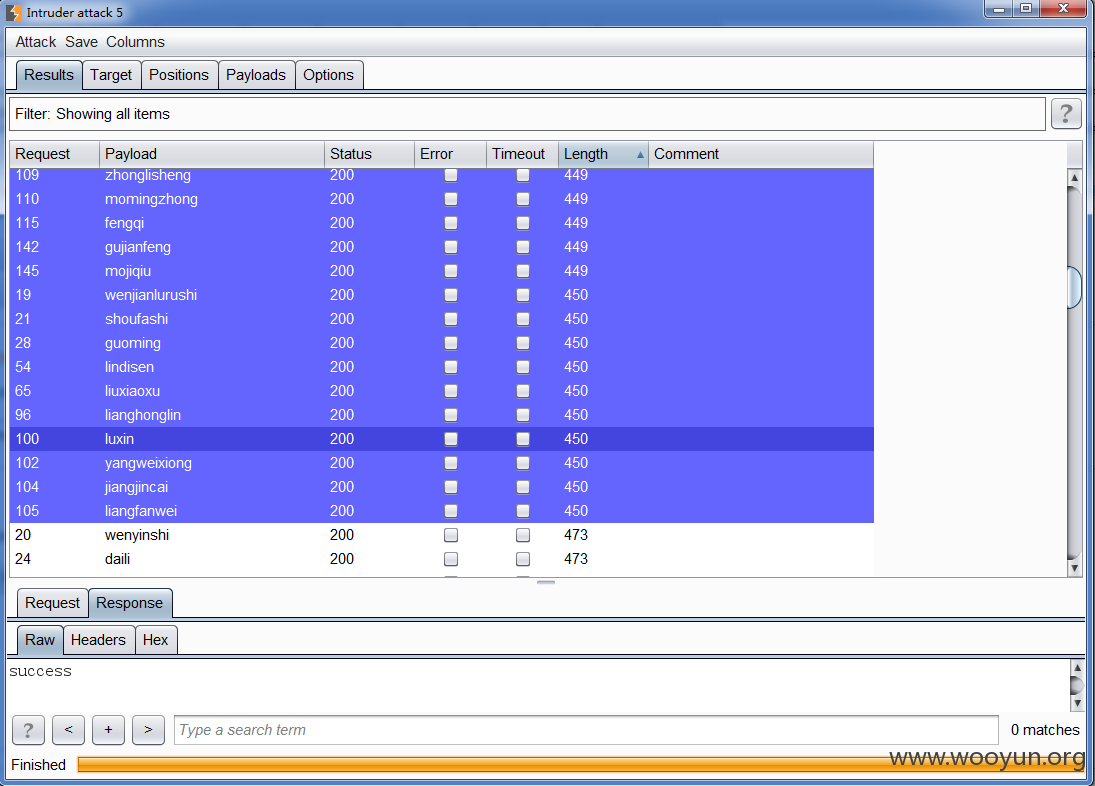 Intruder attack 5
Attack Save Columns
Results Target Positions Payloads Options
Filter: Showing all items ?
Request Payload Status Error Timeout Length Comment
109 zhonglisheng 200 449
110 momingzhong 200 449
115 fengqi 200 449
142 gujianfeng 200 449
145 mojiqiu 200 449
19 wenjianlurushi 200 450
21 shoufashi 200 450
28 guoming 200 450
54 lindisen 200 450
65 liuxiaoxu 200 450
96 lianghonglin 200 450
100 luxin 200 450
102 yangweixiong 200 450
104 jiangjincai 200 450
105 liangfanwei 200 450
20 wenyinshi 200 473
24 daili 200 473
Request Response
Raw Headers Hex
success
? < + > Type a search term 0 matches
Finished
www.wooyun.org